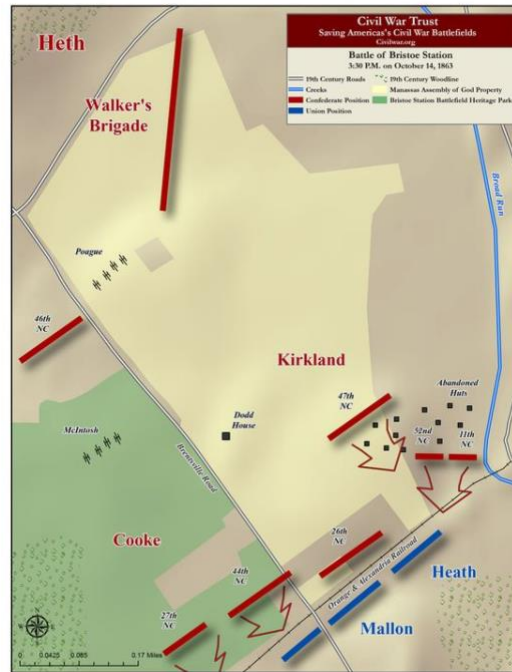 Civil War Trust
Saving Americas's Civil War Battlefields
Civilwar.org
Battle of Bristoe Station
3:30 P.M. on October 14, 1863
19th Century Roads
19th Century Woodline
Creeks
Manassas Assembly of God Property
Confederate Position
Bristoe Station Battlefield Heritage Park
Union Position
Heth
Walker's
Brigade
Broad Run
Poague
46th
NC
Kirkland
47th
NC
Abandoned
Huts
52nd
NC
11th
NC
Dodd
House
McIntosh
Brentsville Road
Cooke
26th
NC
44th
NC
27th
NC
Orange & Alexandria Railroad
Heath
Mallon
N
0 0.0425 0.085 0.17 Miles